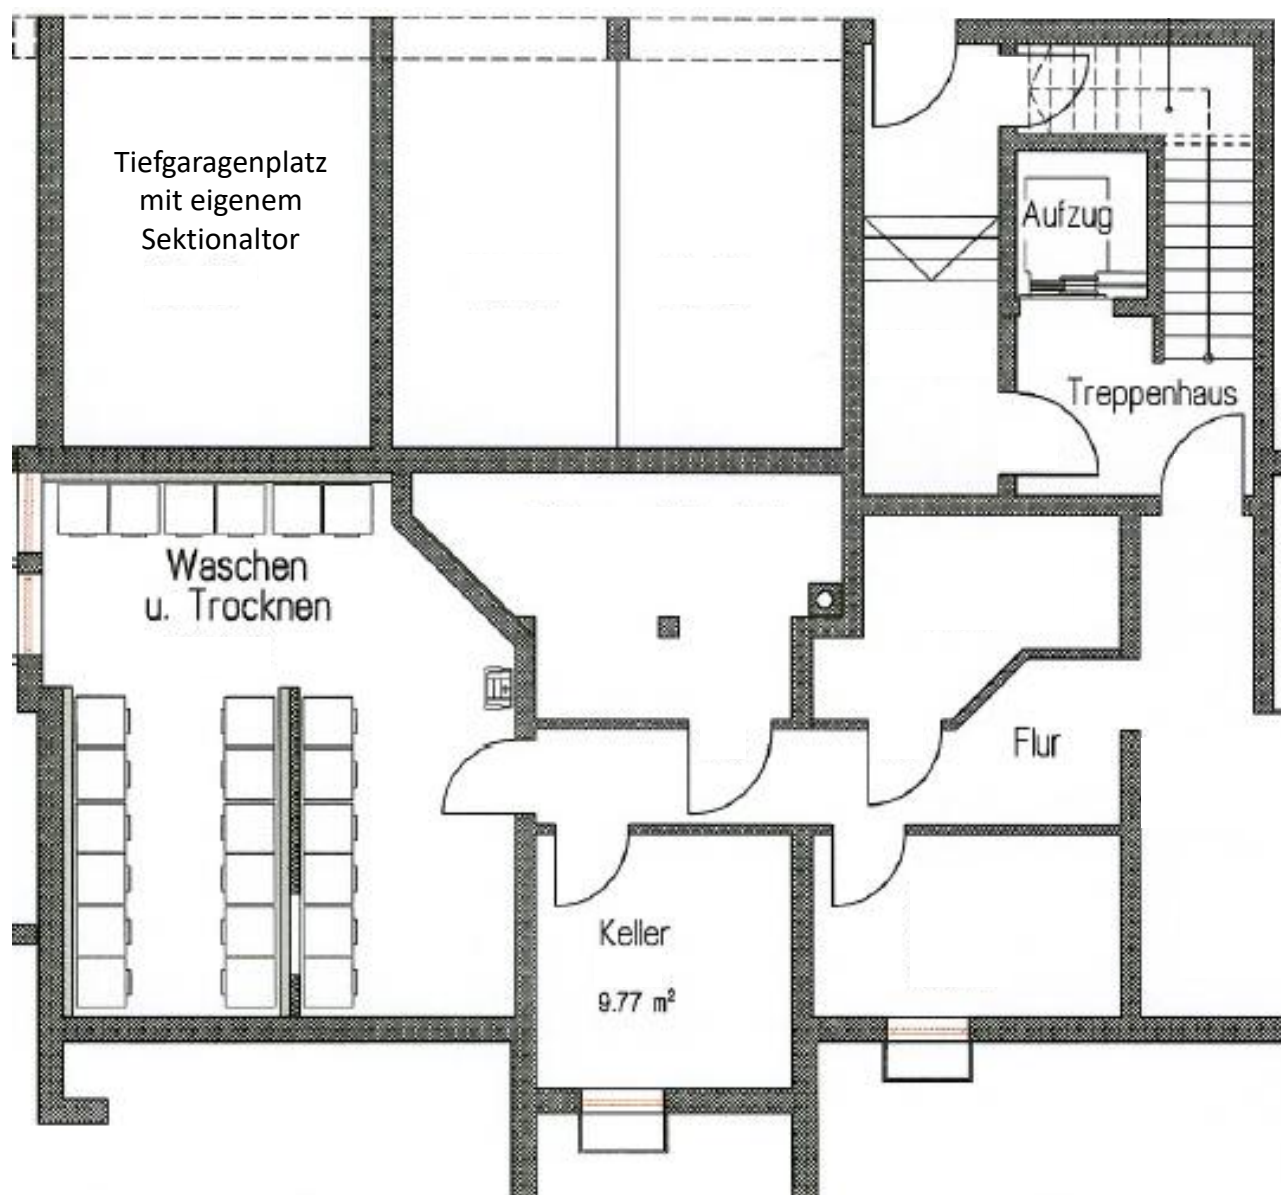 Tiefgaragenplatz
mit eigenem
Sektionaltor
Aufzug
Treppenhaus
Waschen
u. Trocknen
Flur
Keller
9.77 m²